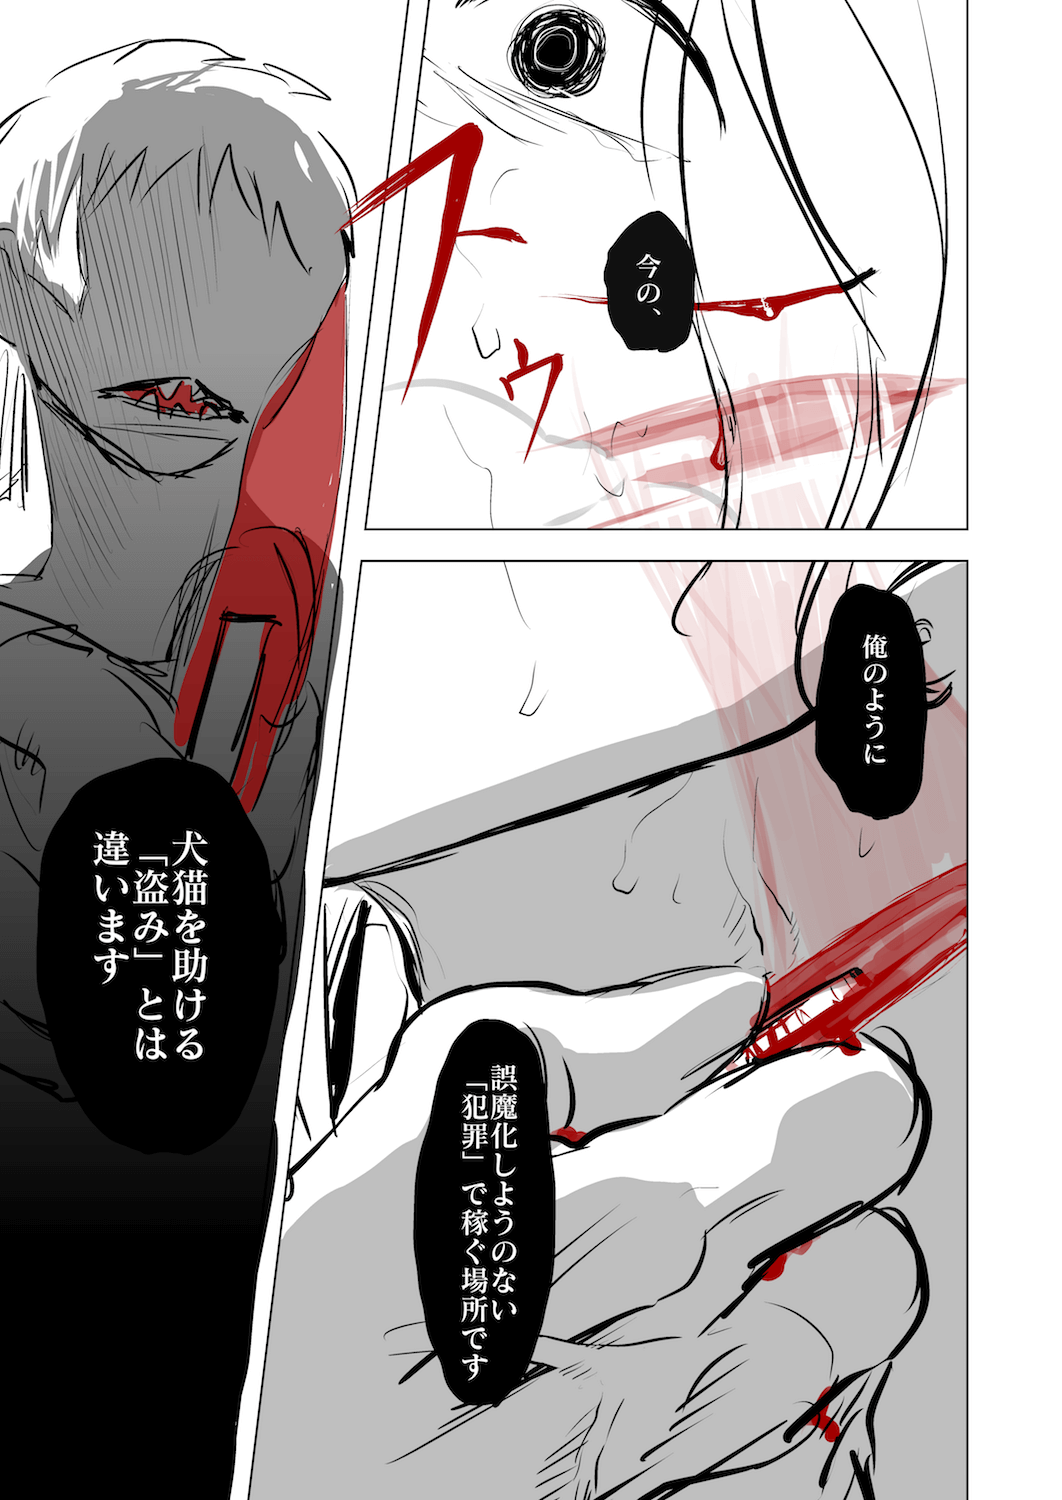 今の、
ドゥ
俺のように
誤魔化しようのない
「犯罪」で稼ぐ場所です
犬猫を助ける
「盗み」とは
違います